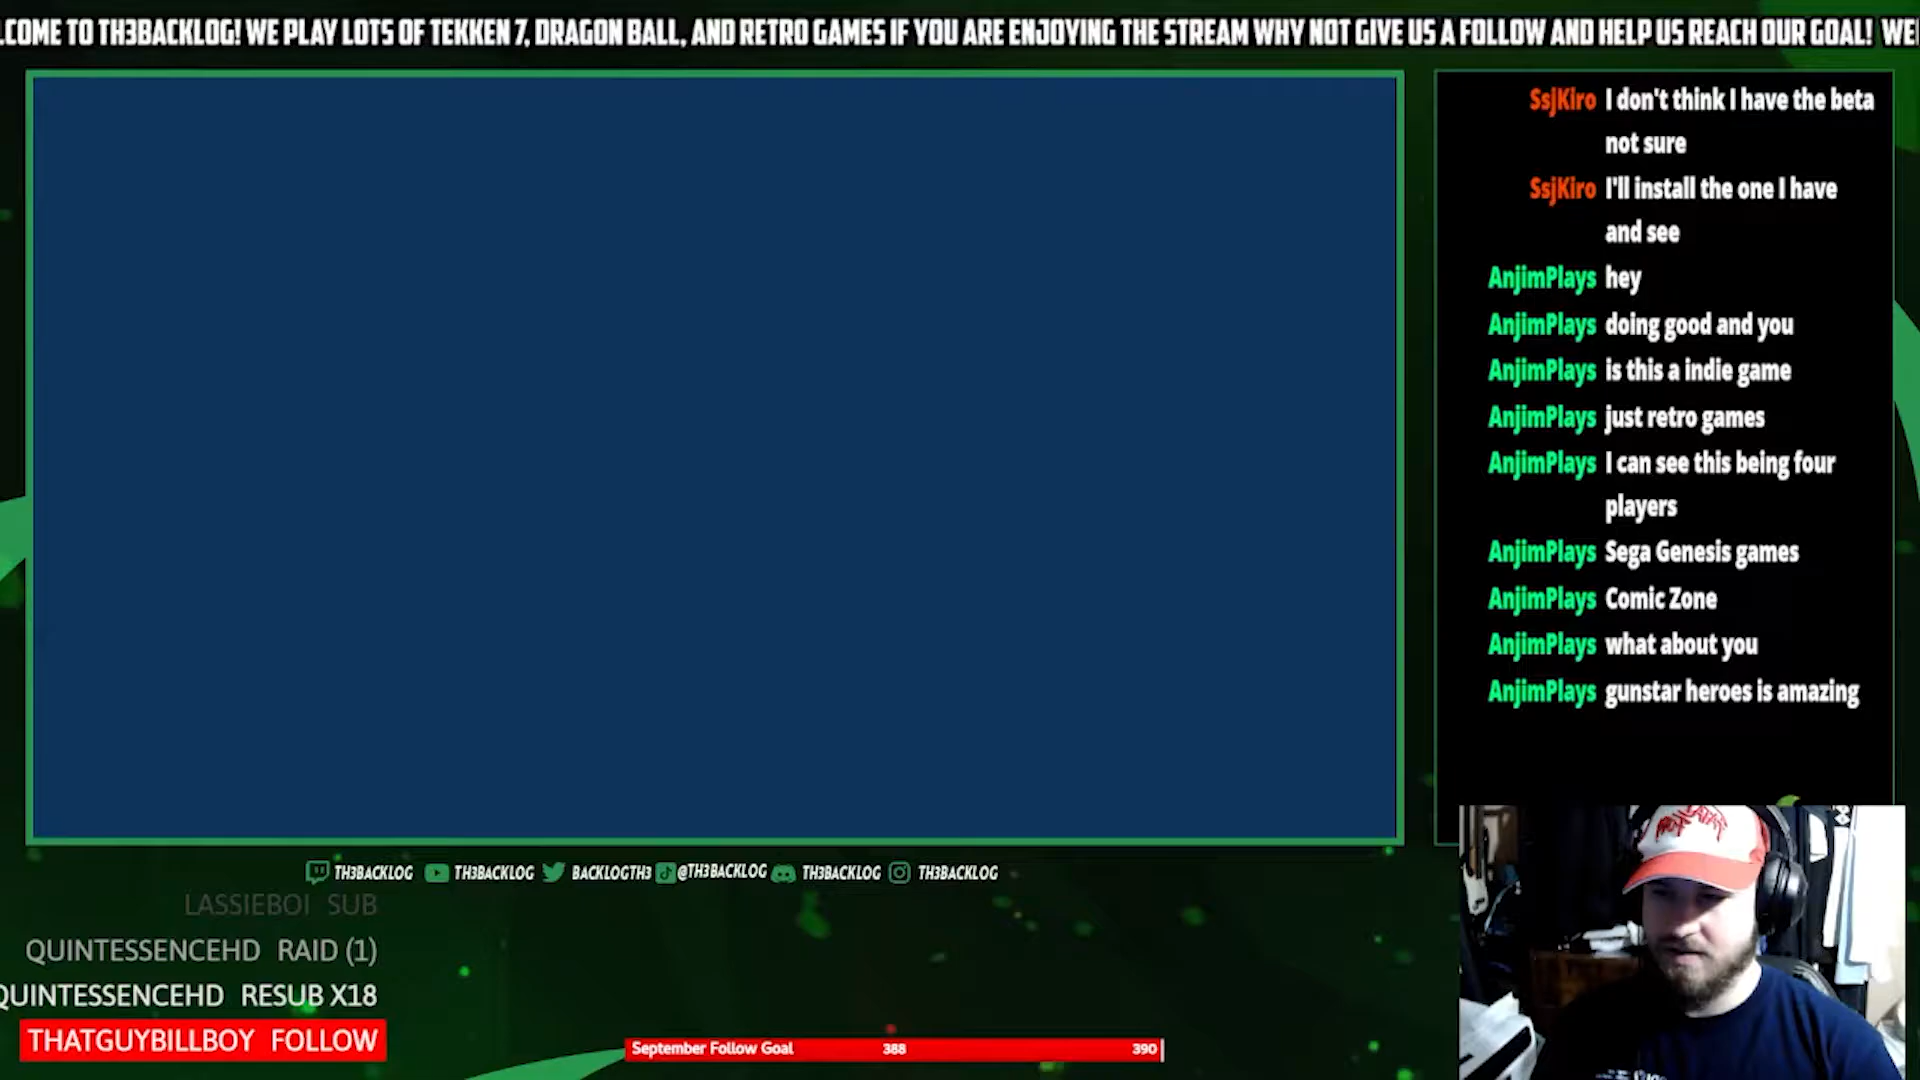 LCOME TO TH3BACKLOG! WE PLAY LOTS OF TEKKEN 7, DRAGON BALL, AND RETRO GAMES IF YOU ARE ENJOYING THE STREAM WHY NOT GIVE US A FOLLOW AND HELP US REACH OUR GOAL! WEL
SsjKiro I don't think I have the beta
not sure
SsjKiro I'll install the one I have
and see
AnjimPlays hey
AnjimPlays doing good and you
AnjimPlays is this a indie game
AnjimPlays just retro games
AnjimPlays I can see this being four
players
AnjimPlays Sega Genesis games
AnjimPlays Comic Zone
AnjimPlays what about you
AnjimPlays gunstar heroes is amazing
TH3BACKLOG TH3BACKLOG BACKLOGTH3 @TH3BACKLOG TH3BACKLOG TH3BACKLOG
LASSIEBOI SUB
QUINTESSENCEHD RAID (1)
QUINTESSENCEHD RESUB X18
THATGUYBILLBOY FOLLOW
September Follow Goal 388 390